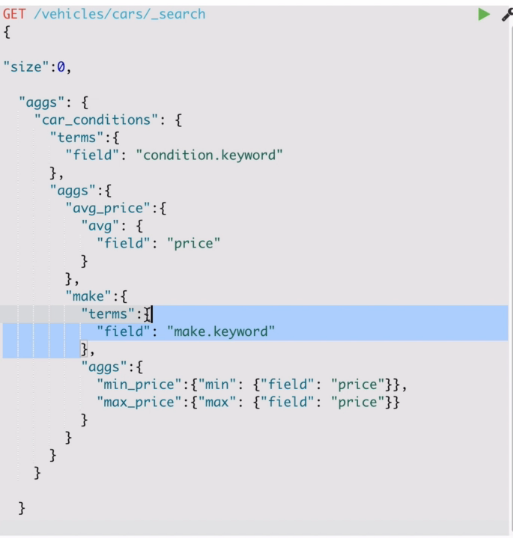 GET /vehicles/cars/_search
{
"size":0,
"aggs": {
"car_conditions": {
"terms":{
"field": "condition.keyword"
},
"aggs":{
"avg_price":{
"avg": {
"field": "price"
}
},
"make":{
"terms":{
"field": "make.keyword"
},
"aggs":{
"min_price":{"min": {"field": "price"}},
"max_price":{"max": {"field": "price"}}
}
}
}
}
}